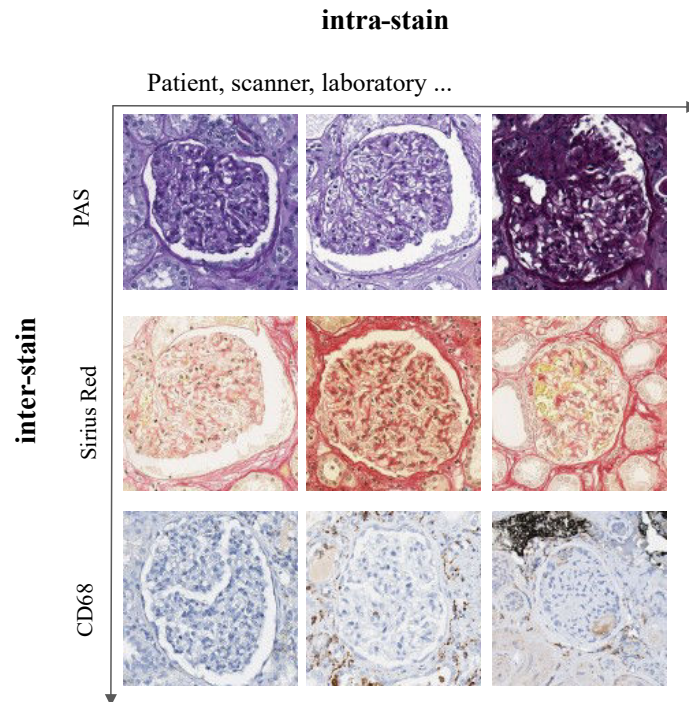 intra-stain
Patient, scanner, laboratory ...
PAS
inter-stain
Sirius Red
CD68